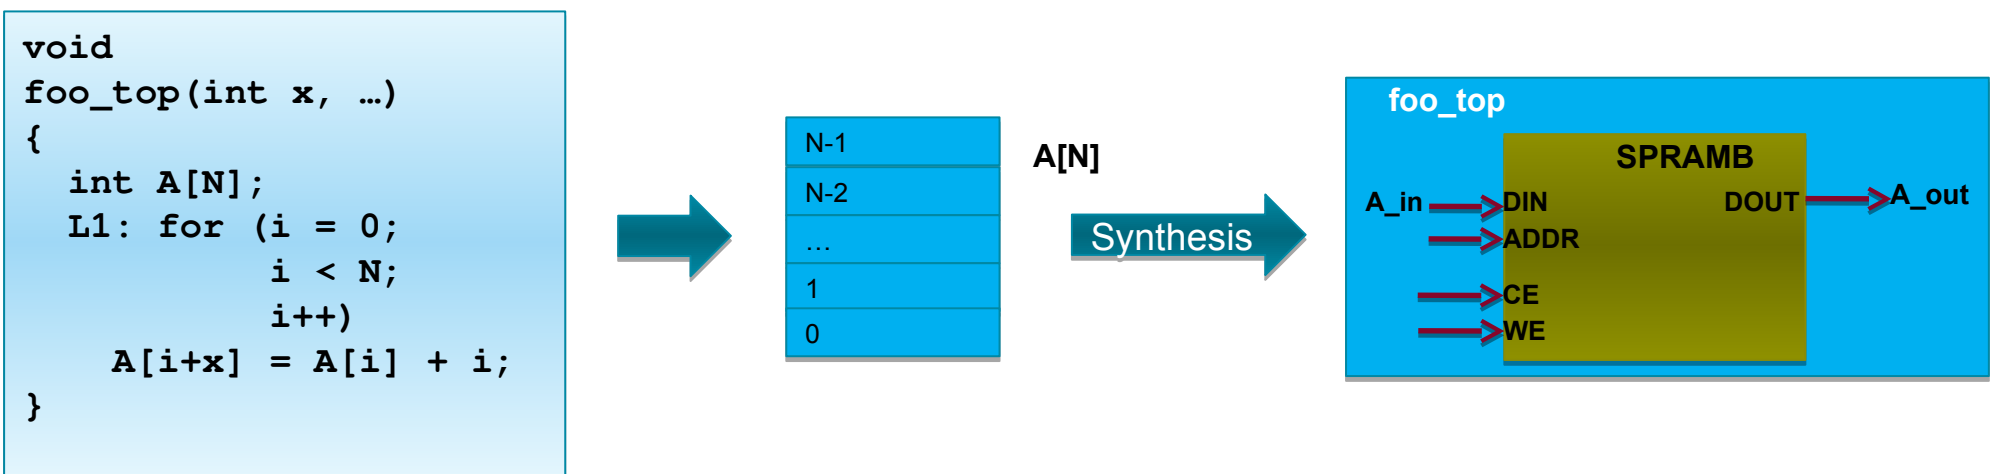 void
foo_top(int x, …)
{
  int A[N];
  L1: for (i = 0;
           i < N;
           i++)
    A[i+x] = A[i] + i;
}
N-1
N-2
…
1
0
A[N]
Synthesis
foo_top
SPRAMB
A_in
DIN
DOUT
A_out
ADDR
CE
WE